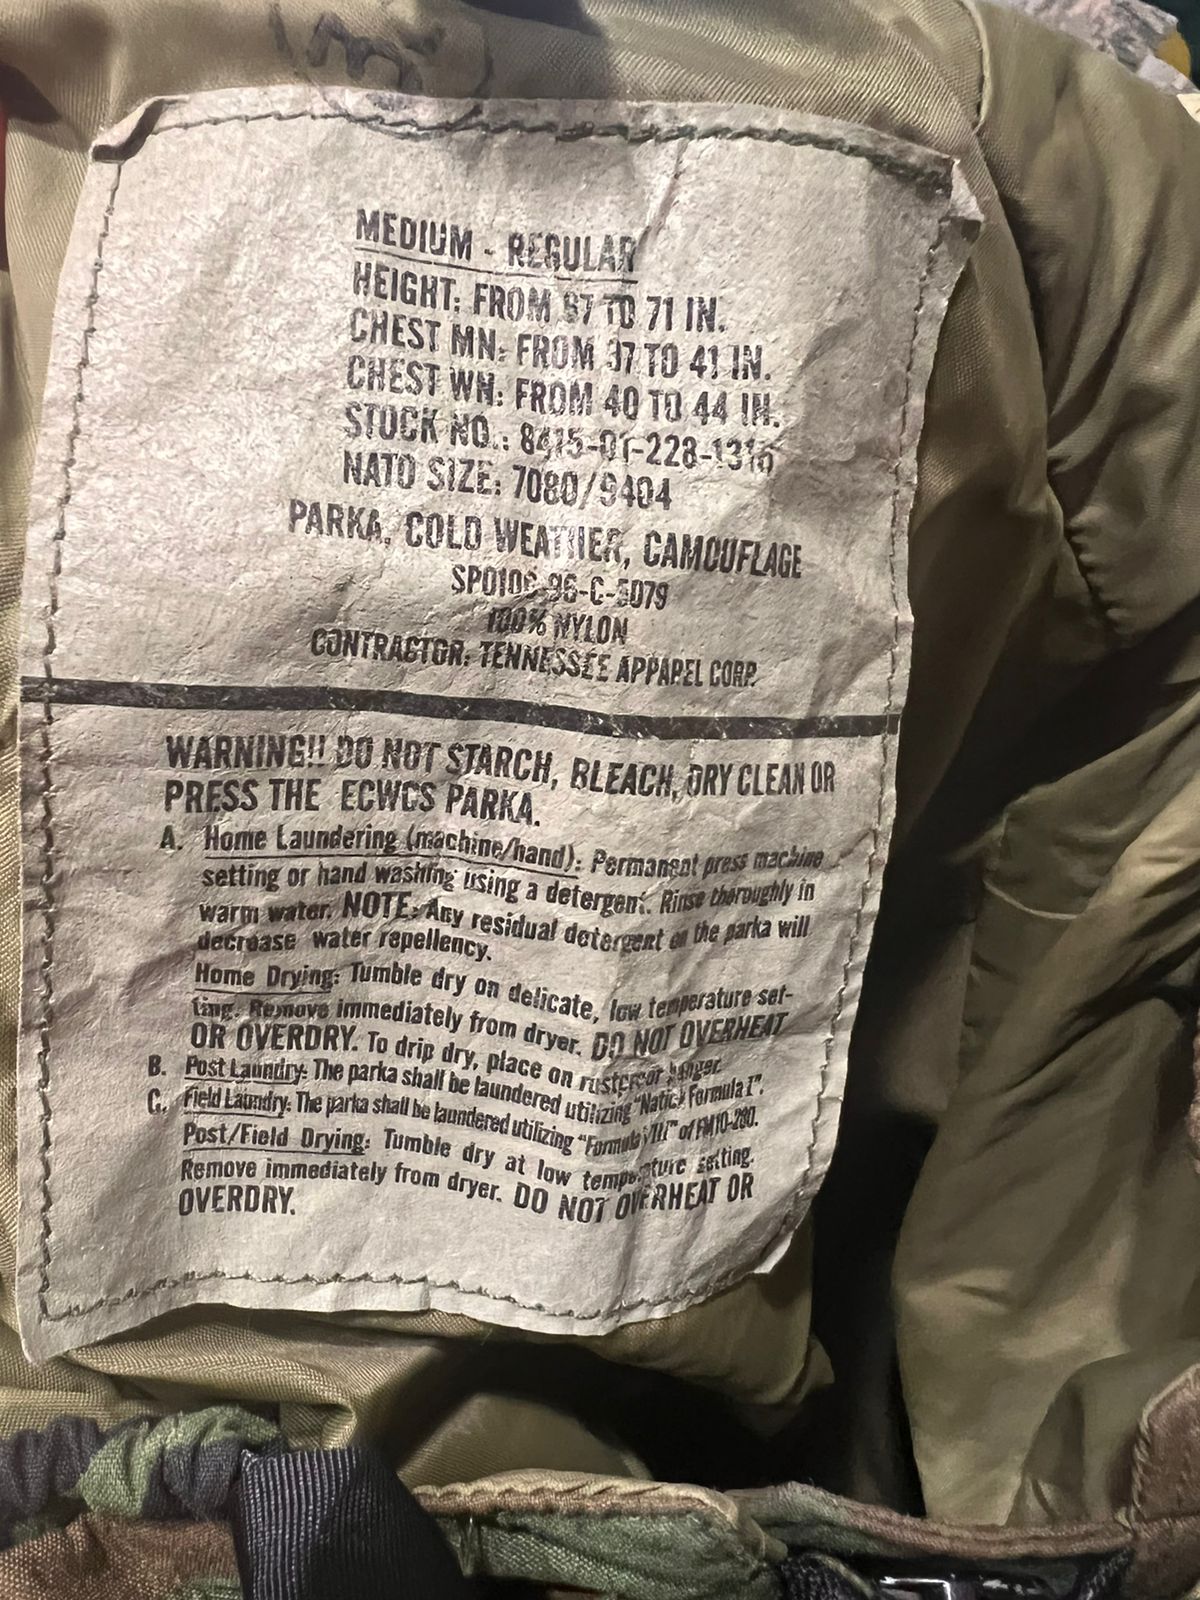 MEDIUM - REGULAR
HEIGHT: FROM 67 TO 71 IN.
CHEST MN: FROM 37 TO 41 IN.
CHEST WN: FROM 40 TO 44 IN.
STOCK NO.: 8415-01-228-1316
NATO SIZE: 7080/9404
PARKA, COLD WEATHER, CAMOUFLAGE
SP0100-96-C-5079
100% NYLON
CONTRACTOR: TENNESSEE APPAREL CORP.
WARNING!! DO NOT STARCH, BLEACH, DRY CLEAN OR
PRESS THE ECWCS PARKA.
A. Home Laundering (machine/hand): Permanent press machine
setting or hand washing using a detergent. Rinse thoroughly in
warm water. NOTE: Any residual detergent on the parka will
decrease water repellency.
Home Drying: Tumble dry on delicate, low temperature set-
ting. Remove immediately from dryer. DO NOT OVERHEAT
OR OVERDRY. To drip dry, place on rustproof hanger.
B. Post Laundry: The parka shall be laundered utilizing "Natick Formula I".
C. Field Laundry: The parka shall be laundered utilizing "Formula VIII" of FM10-280.
Post/Field Drying: Tumble dry at low temperature setting.
Remove immediately from dryer. DO NOT OVERHEAT OR
OVERDRY.